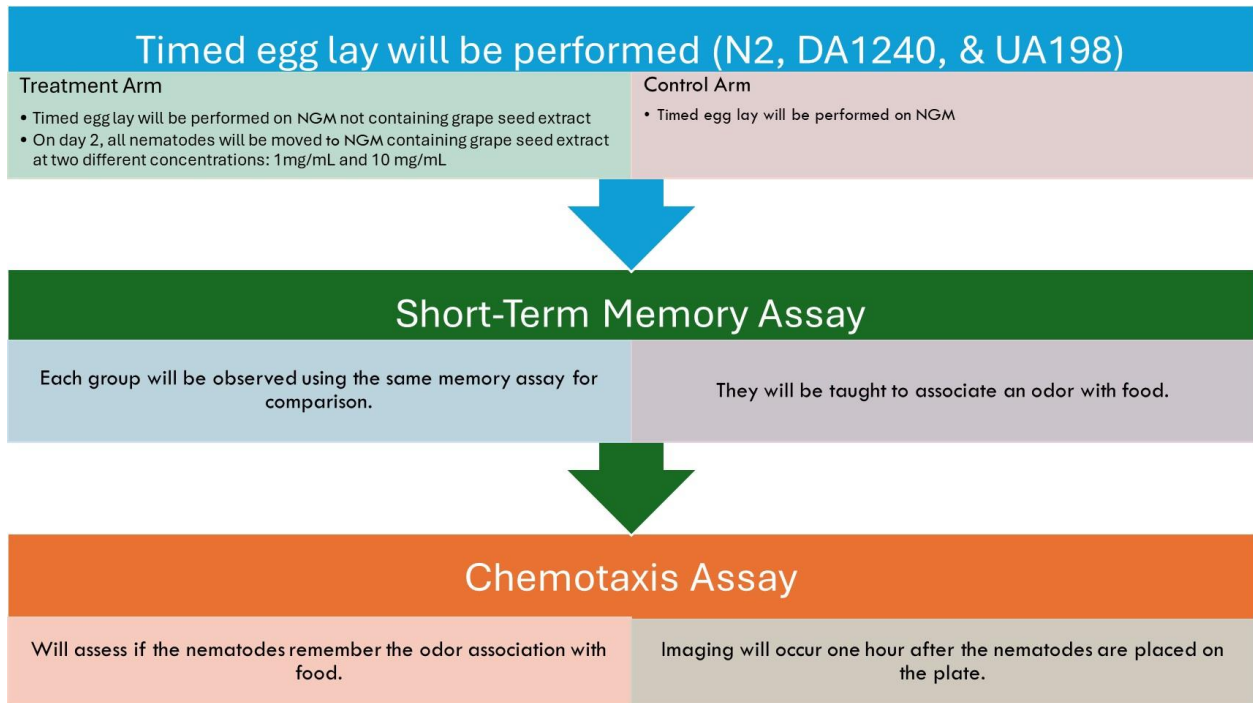 Timed egg lay will be performed (N2, DA1240, & UA198)
Treatment Arm
• Timed egg lay will be performed on NGM not containing grape seed extract
• On day 2, all nematodes will be moved to NGM containing grape seed extract
at two different concentrations: 1mg/mL and 10 mg/mL
Control Arm
• Timed egg lay will be performed on NGM
Short-Term Memory Assay
Each group will be observed using the same memory assay for
comparison.
They will be taught to associate an odor with food.
Chemotaxis Assay
Will assess if the nematodes remember the odor association with
food.
Imaging will occur one hour after the nematodes are placed on
the plate.